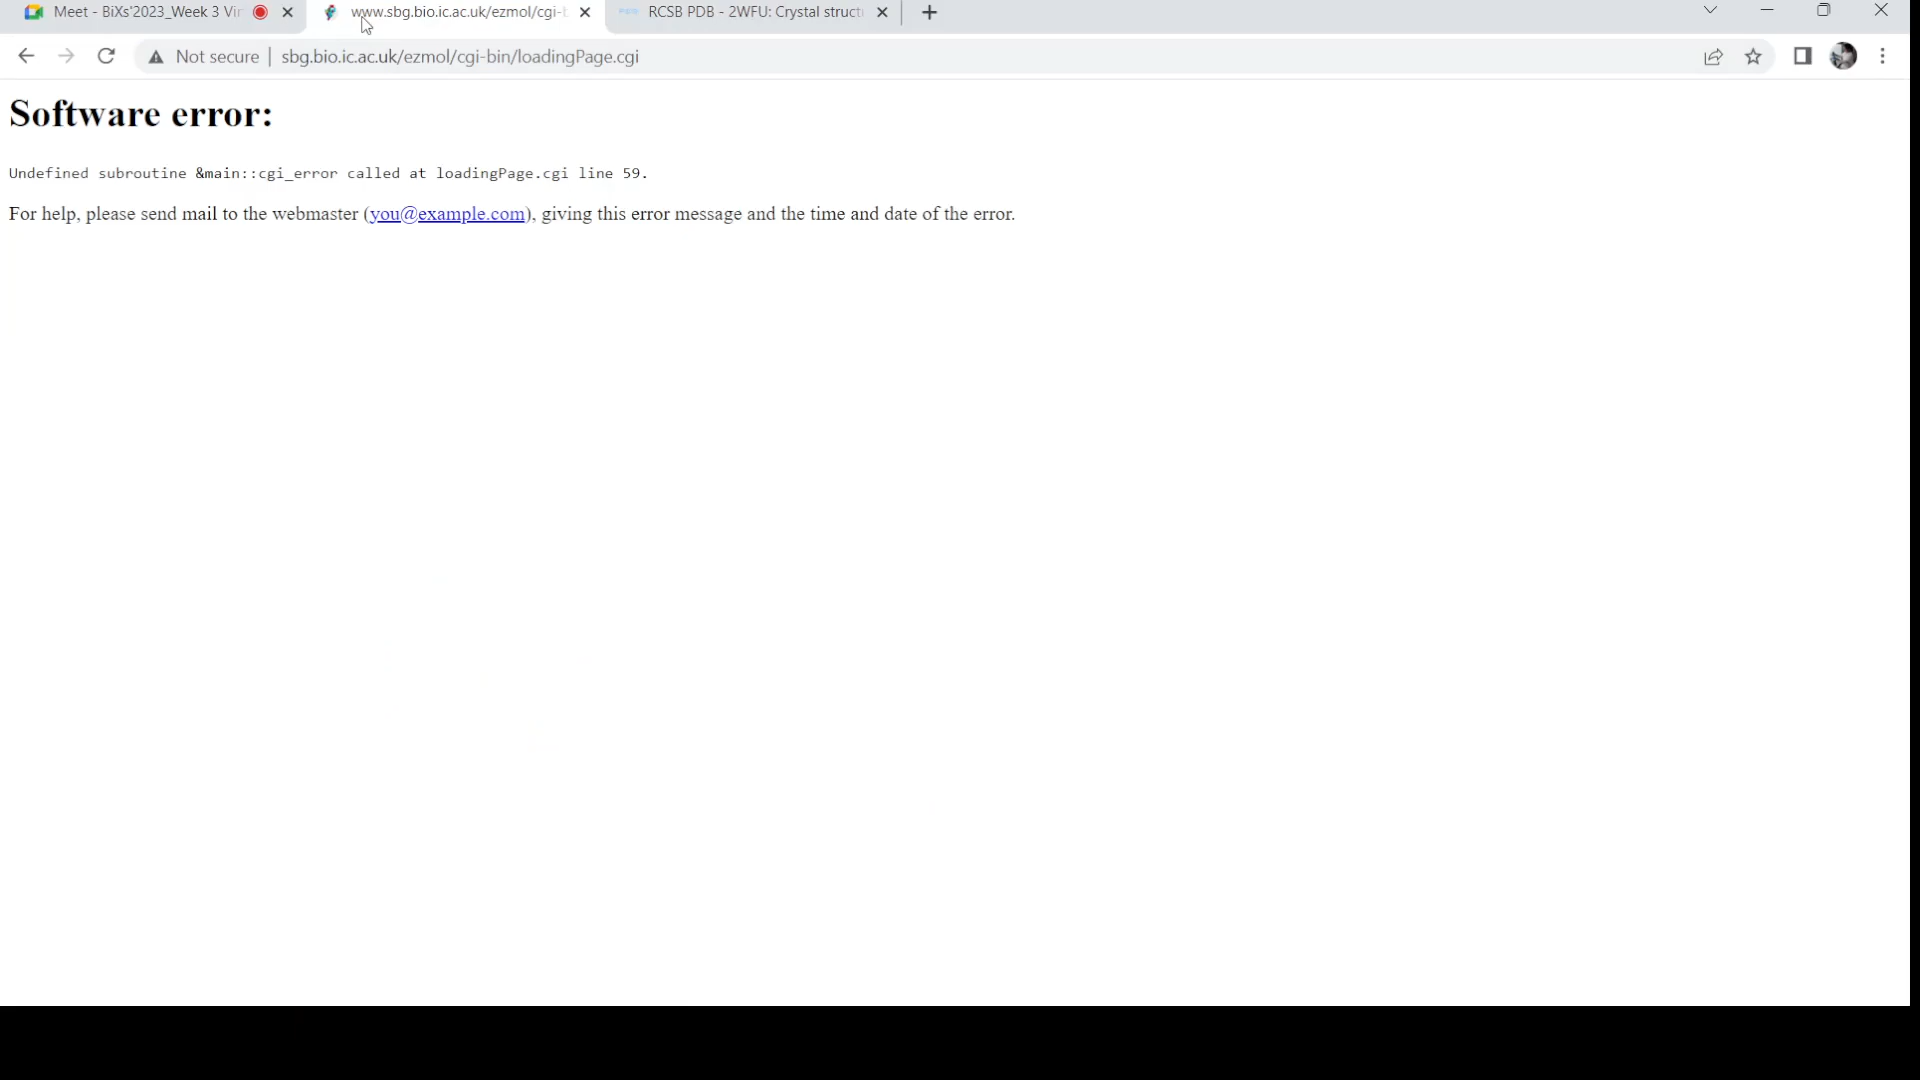 Meet - BiXs'2023_Week 3 Vir
www.sbg.bio.ic.ac.uk/ezmol/cgi-b
RCSB PDB - 2WFU: Crystal struct
Not secure | sbg.bio.ic.ac.uk/ezmol/cgi-bin/loadingPage.cgi
Software error:
Undefined subroutine &main::cgi_error called at loadingPage.cgi line 59.
For help, please send mail to the webmaster (you@example.com), giving this error message and the time and date of the error.